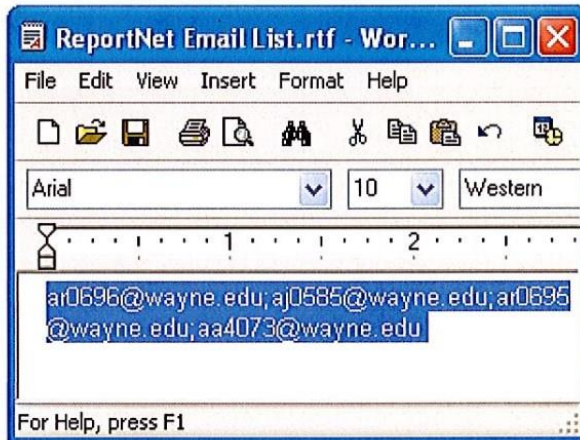 ReportNet Email List.rtf - Wor...
File Edit View Insert Format Help
Arial 10 Western
1 2
ar0696@wayne.edu;aj0585@wayne.edu;ar0695
@wayne.edu;aa4073@wayne.edu
For Help, press F1